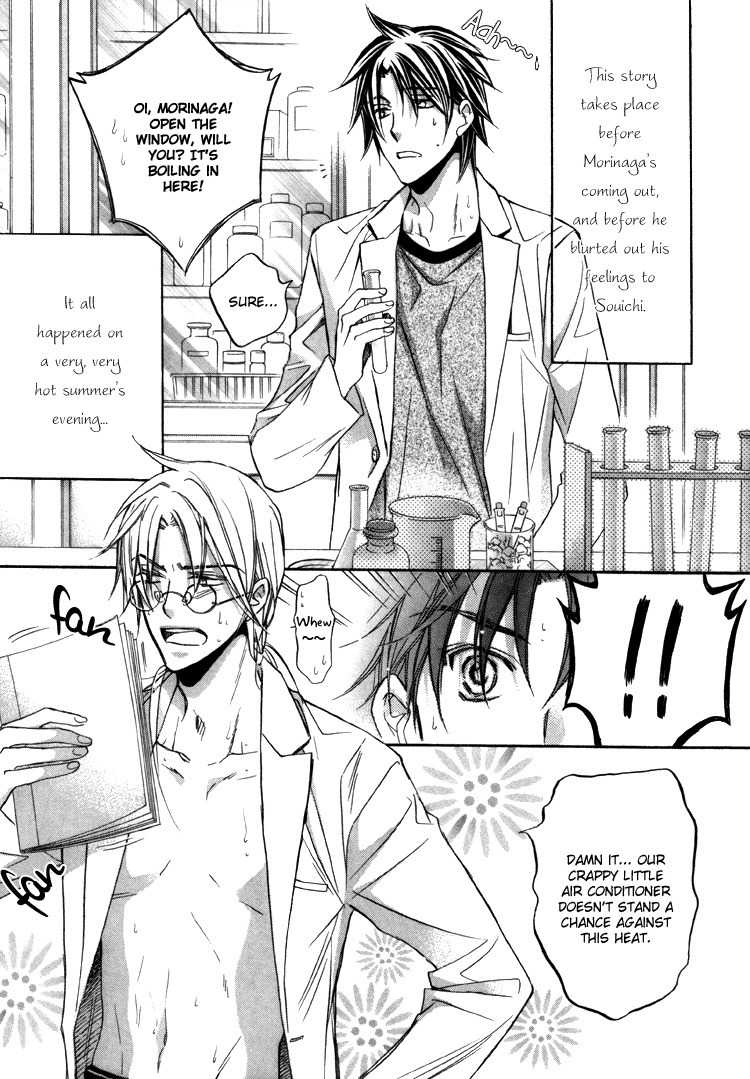 This story
takes place
before
Morinaga's
coming out,
and before he
blurted out his
feelings to
Souichi.
Aah~~
OI, MORINAGA!
OPEN THE
WINDOW, WILL
YOU? IT'S
BOILING IN
HERE!
SURE...
It all
happened on
a very, very
hot summer's
evening...
!!
Whew
~~
fan
fan
DAMN IT... OUR
CRAPPY LITTLE
AIR CONDITIONER
DOESN'T STAND A
CHANCE AGAINST
THIS HEAT.